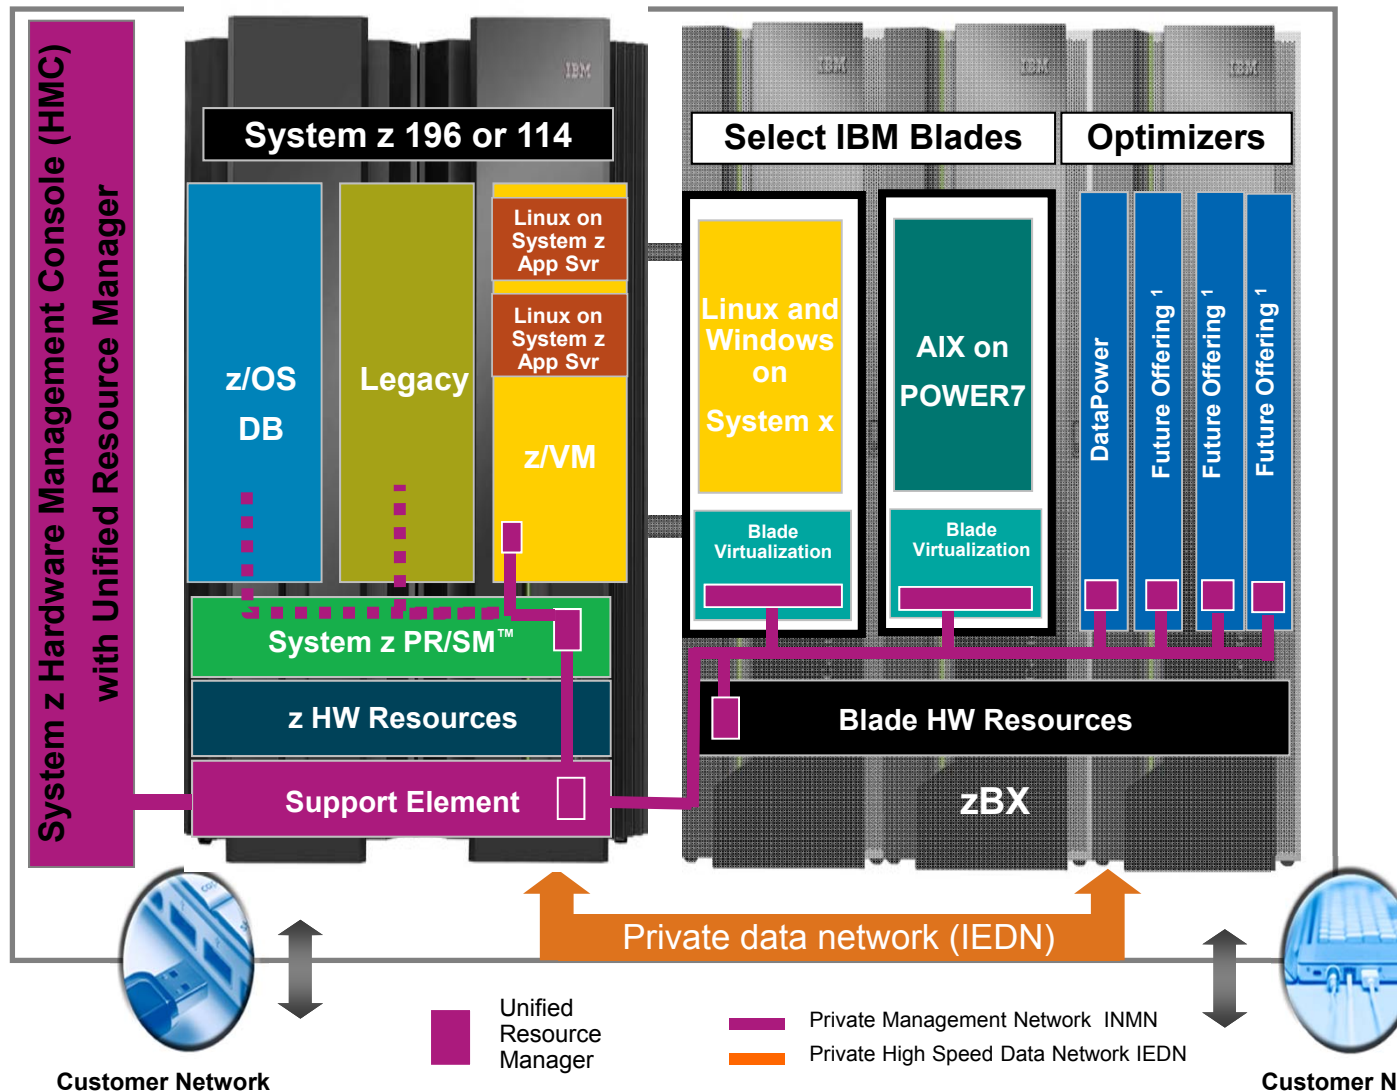 System z Hardware Management Console (HMC)
with Unified Resource Manager
IBM
IBM
IBM
IBM
System z 196 or 114
Select IBM Blades
Optimizers
z/OS
DB
Legacy
Linux on
System z
App Svr
Linux on
System z
App Svr
z/VM
Linux and
Windows
on
System x
AIX on
POWER7
DataPower
Future Offering 1
Future Offering 1
Future Offering 1
Blade
Virtualization
Blade
Virtualization
System z PR/SM™
z HW Resources
Support Element
Blade HW Resources
zBX
Private data network (IEDN)
Unified
Resource
Manager
Private Management Network INMN
Private High Speed Data Network IEDN
Customer Network
Customer N